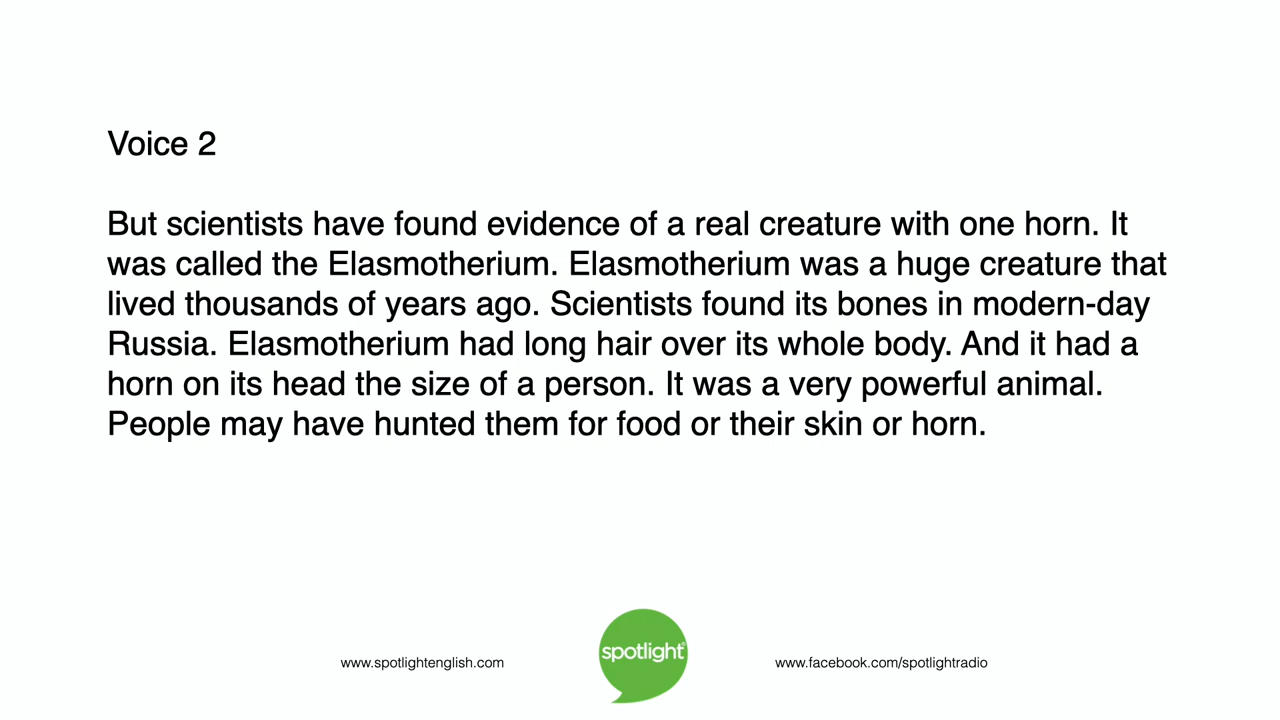 Voice 2
But scientists have found evidence of a real creature with one horn. It
was called the Elasmotherium. Elasmotherium was a huge creature that
lived thousands of years ago. Scientists found its bones in modern-day
Russia. Elasmotherium had long hair over its whole body. And it had a
horn on its head the size of a person. It was a very powerful animal.
People may have hunted them for food or their skin or horn.
www.spotlightenglish.com
spotlight®
www.facebook.com/spotlightradio